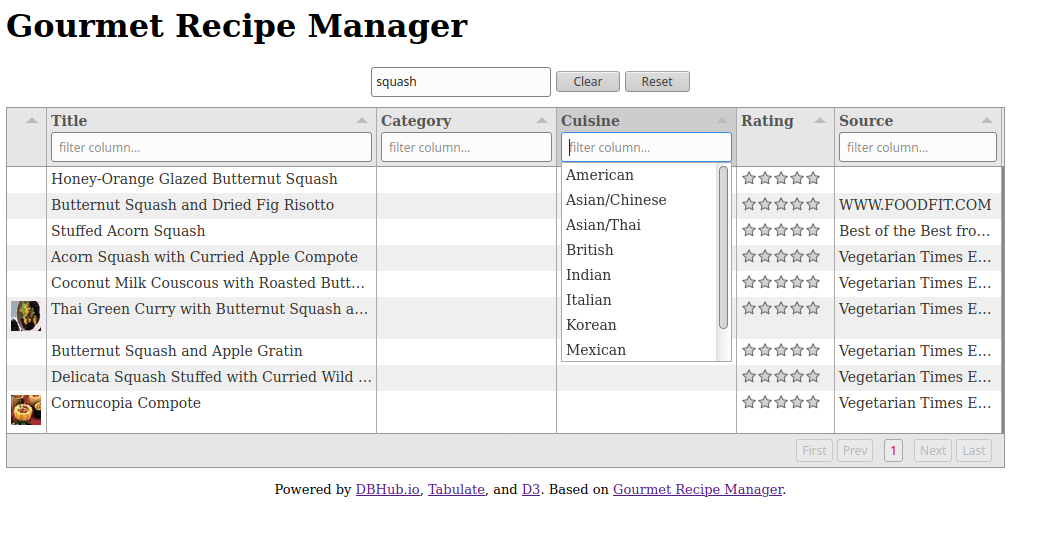 Gourmet Recipe Manager
squash Clear Reset
Title Category Cuisine Rating Source
filter column... filter column... filter column... filter column...
Honey-Orange Glazed Butternut Squash
American
Butternut Squash and Dried Fig Risotto WWW.FOODFIT.COM
Asian/Chinese
Stuffed Acorn Squash Best of the Best fro...
Asian/Thai
Acorn Squash with Curried Apple Compote Vegetarian Times E...
British
Coconut Milk Couscous with Roasted Butt... Vegetarian Times E...
Indian
Thai Green Curry with Butternut Squash a... Vegetarian Times E...
Italian
Korean
Butternut Squash and Apple Gratin Mexican Vegetarian Times E...
Delicata Squash Stuffed with Curried Wild ... Vegetarian Times E...
Cornucopia Compote Vegetarian Times E...
First Prev 1 Next Last
Powered by DBHub.io, Tabulate, and D3. Based on Gourmet Recipe Manager.